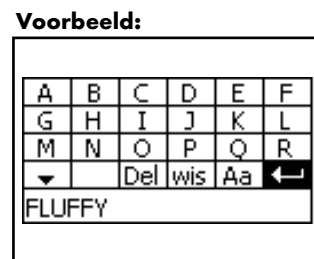 Voorbeeld:
A B C D E F
G H I J K L
M N O P Q R
Del wis Aa
FLUFFY